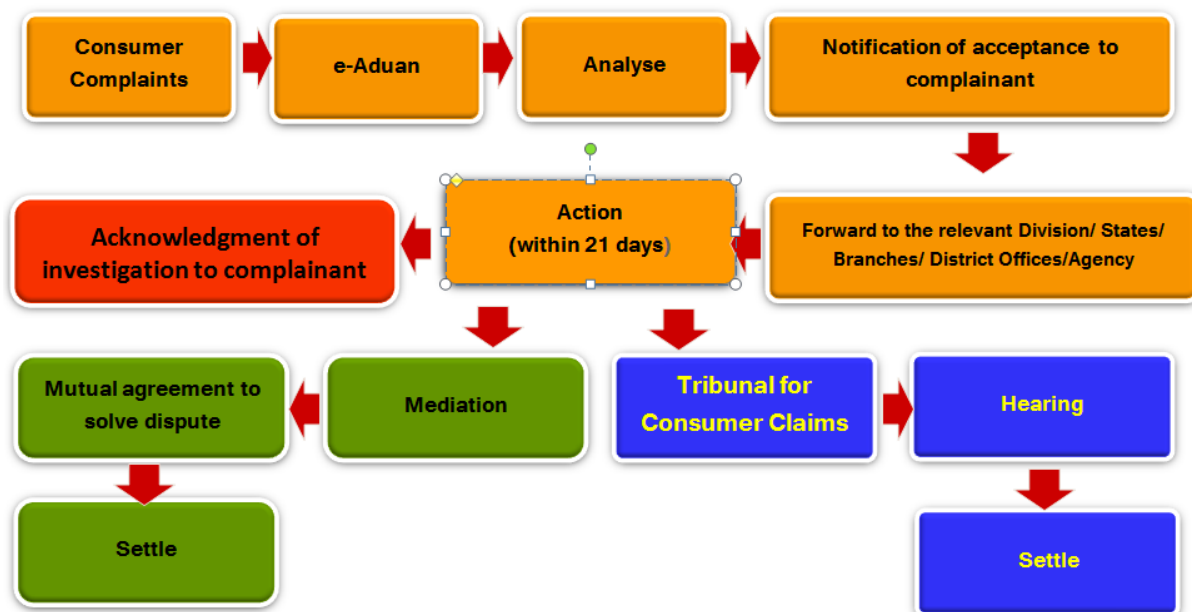 Consumer
Complaints
e-Aduan
Analyse
Notification of acceptance to
complainant
Forward to the relevant Division/ States/
Branches/ District Offices/Agency
Action
(within 21 days)
Acknowledgment of
investigation to complainant
Mediation
Mutual agreement to
solve dispute
Settle
Tribunal for
Consumer Claims
Hearing
Settle